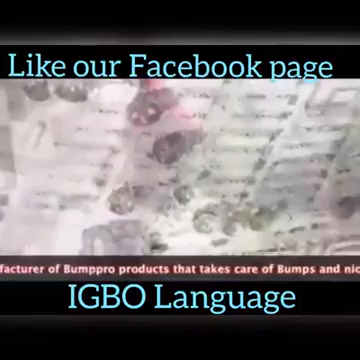 Like our Facebook page
facturer of Bumppro products that takes care of Bumps and nic
IGBO Language